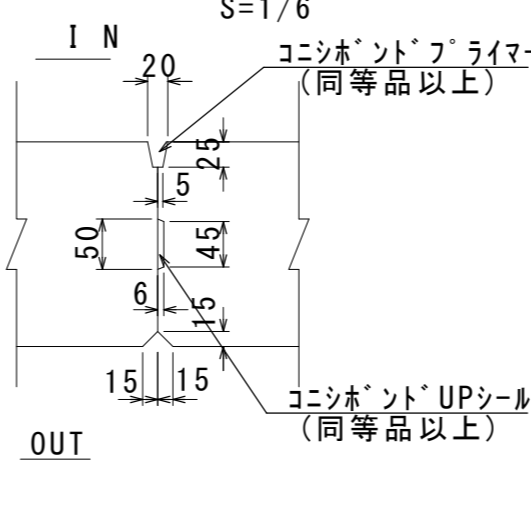 S=1/6
I N
20
コニシボンドプライマー
(同等品以上)
25
5
50
45
6
15
15
15
コニシボンドUPシール
(同等品以上)
OUT